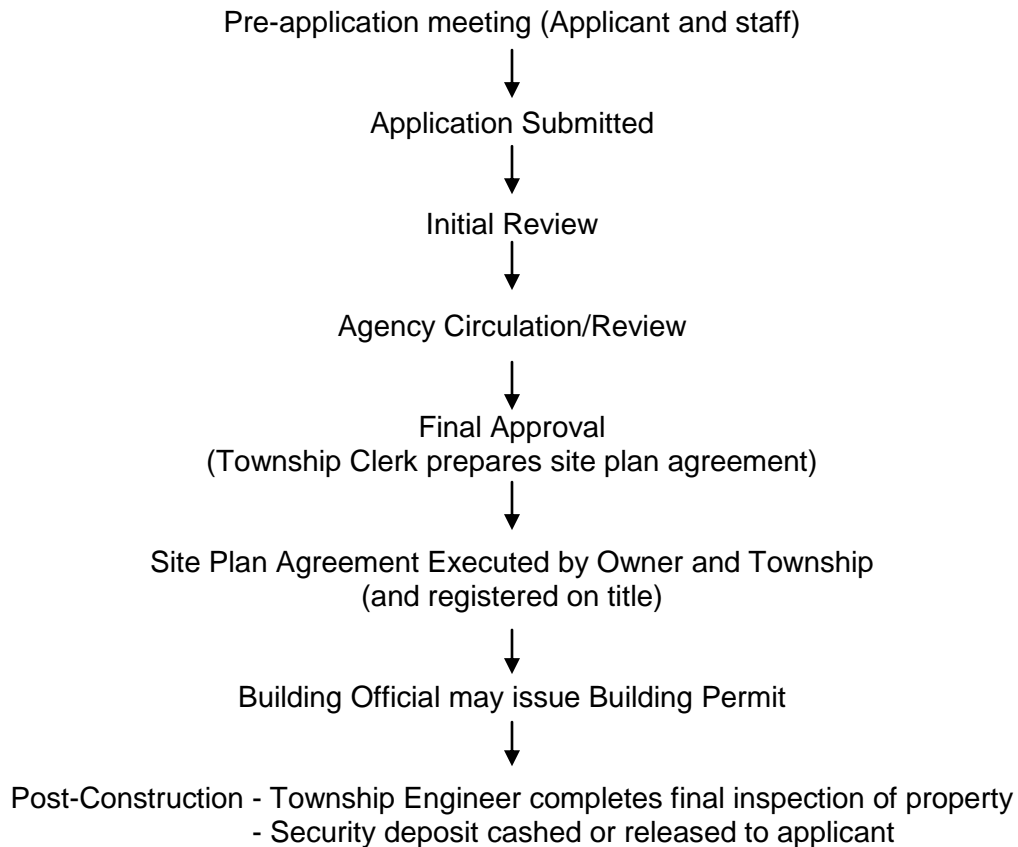 Pre-application meeting (Applicant and staff)
Application Submitted
Initial Review
Agency Circulation/Review
Final Approval
(Township Clerk prepares site plan agreement)
Site Plan Agreement Executed by Owner and Township
(and registered on title)
Building Official may issue Building Permit
Post-Construction - Township Engineer completes final inspection of property
- Security deposit cashed or released to applicant